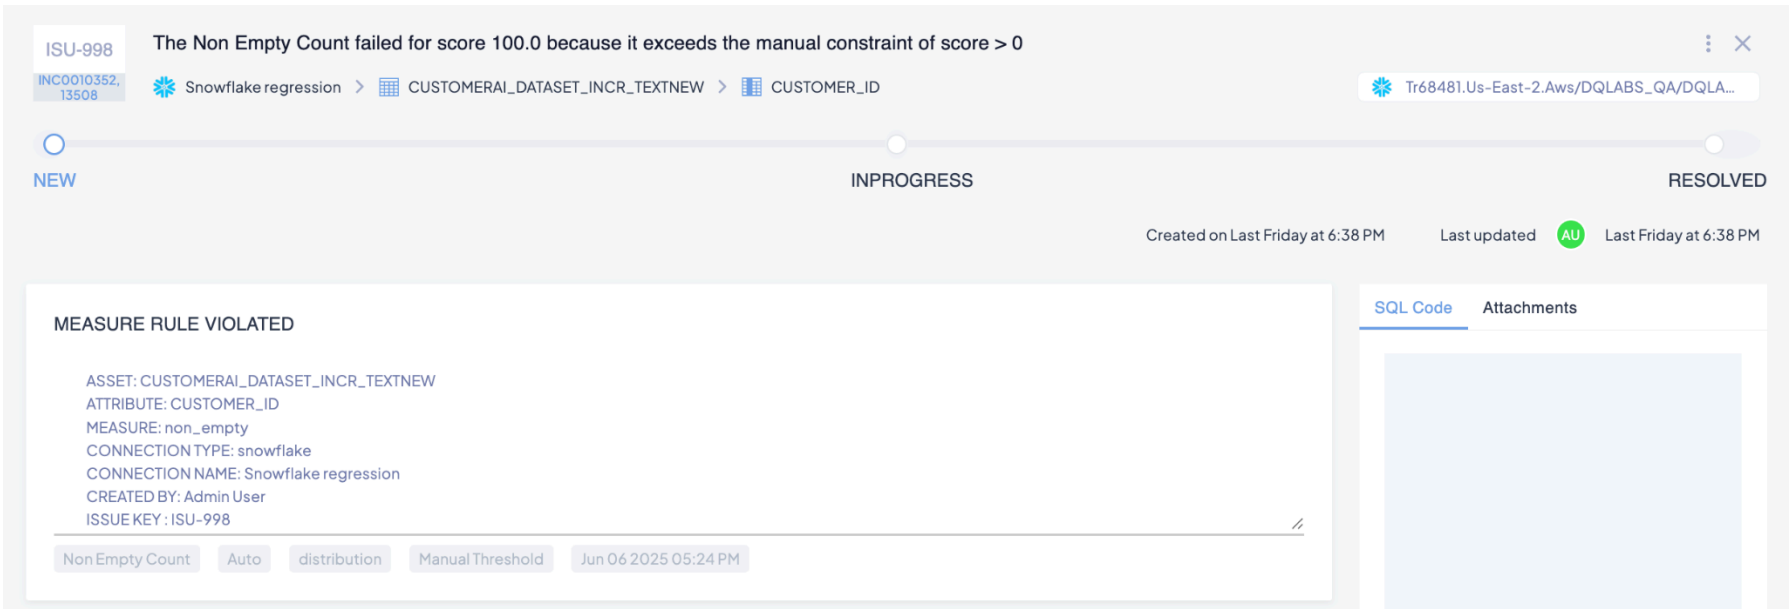 ISU-998
The Non Empty Count failed for score 100.0 because it exceeds the manual constraint of score > 0
INC0010352,
13508
Snowflake regression > CUSTOMERAI_DATASET_INCR_TEXTNEW > CUSTOMER_ID
Tr68481.Us-East-2.Aws/DQLABS_QA/DQLA...
NEW
INPROGRESS
RESOLVED
Created on Last Friday at 6:38 PM
Last updated AU Last Friday at 6:38 PM
MEASURE RULE VIOLATED
ASSET: CUSTOMERAI_DATASET_INCR_TEXTNEW
ATTRIBUTE: CUSTOMER_ID
MEASURE: non_empty
CONNECTION TYPE: snowflake
CONNECTION NAME: Snowflake regression
CREATED BY: Admin User
ISSUE KEY : ISU-998
Non Empty Count
Auto
distribution
Manual Threshold
Jun 06 2025 05:24 PM
SQL Code
Attachments